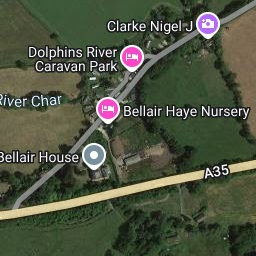 Clarke Nigel J
Dolphins River
Caravan Park
River Char
Bellair Haye Nursery
Bellair House
A35